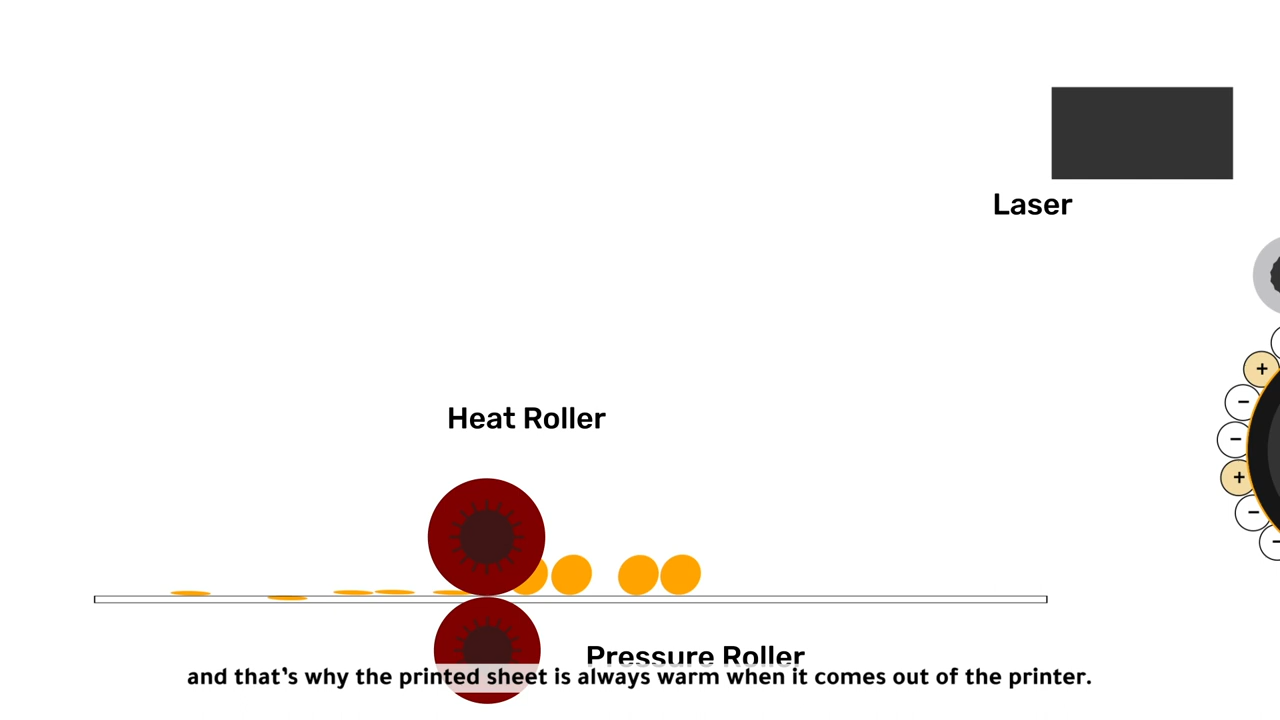 Laser
+
−
−
+
−
−
Heat Roller
Pressure Roller
and that's why the printed sheet is always warm when it comes out of the printer.